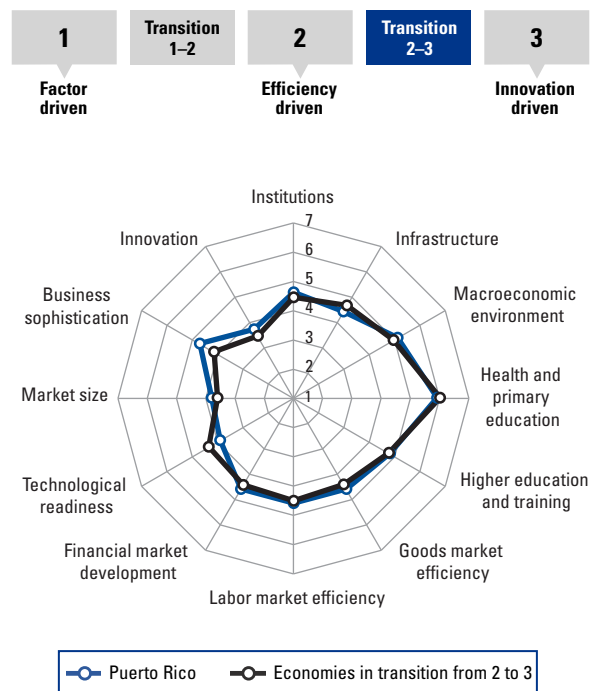 1
Transition
1–2
2
Transition
2–3
3
Factor
driven
Efficiency
driven
Innovation
driven
Institutions
7
Innovation
Infrastructure
6
5
Business
sophistication
Macroeconomic
environment
4
3
2
Market size
1
Health and
primary
education
Technological
readiness
Higher education
and training
Financial market
development
Goods market
efficiency
Labor market efficiency
Puerto Rico
Economies in transition from 2 to 3